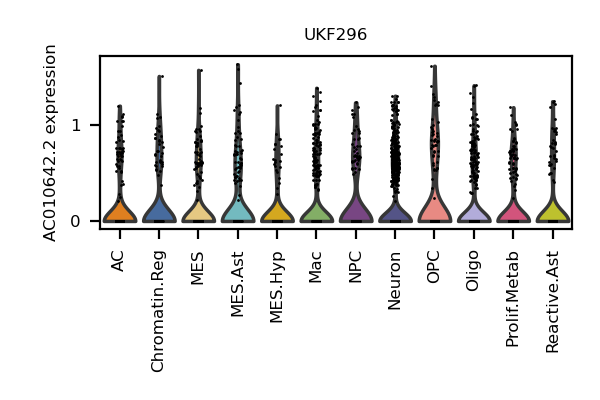 UKF296
AC010642.2 expression
1
0
AC
Chromatin.Reg
MES
MES.Ast
MES.Hyp
Mac
NPC
Neuron
OPC
Oligo
Prolif.Metab
Reactive.Ast